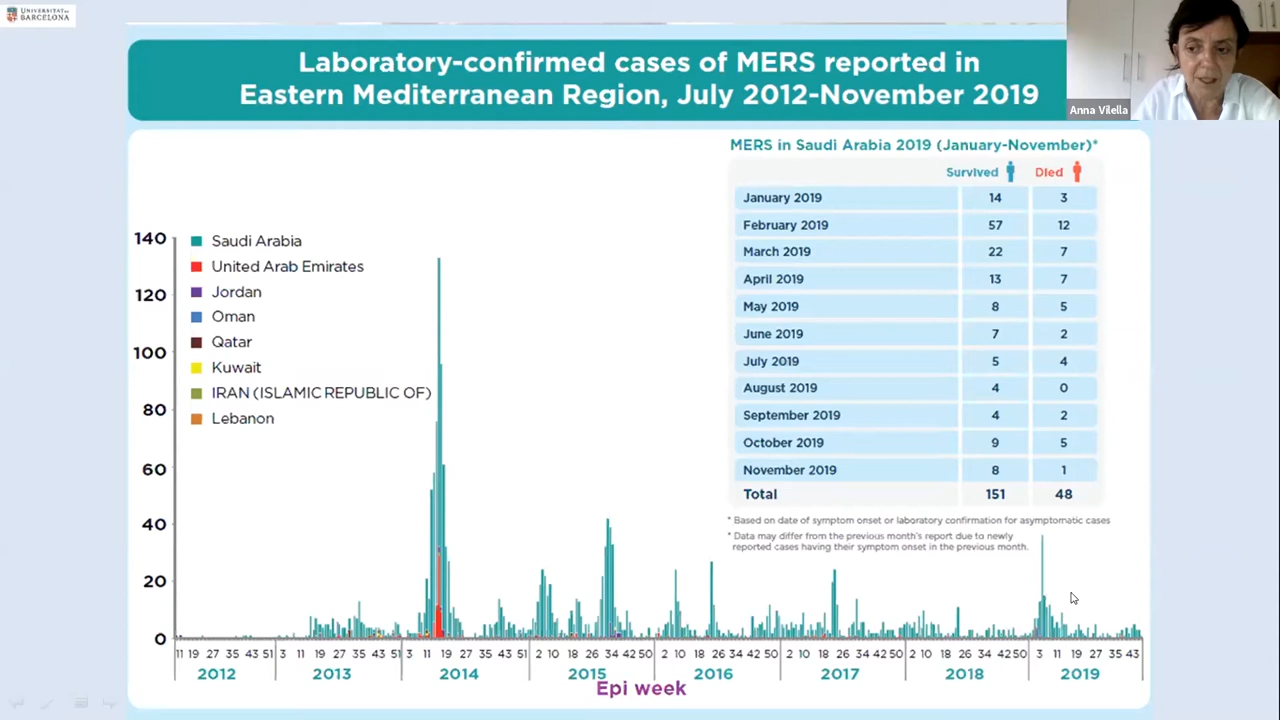 UNIVERSITAT DE
BARCELONA
Laboratory-confirmed cases of MERS reported in
Eastern Mediterranean Region, July 2012-November 2019
Anna Vilella
MERS in Saudi Arabia 2019 (January-November)*
Survived Died
January 2019 14 3
February 2019 57 12
March 2019 22 7
April 2019 13 7
May 2019 8 5
June 2019 7 2
July 2019 5 4
August 2019 4 0
September 2019 4 2
October 2019 9 5
November 2019 8 1
Total 151 48
* Based on date of symptom onset or laboratory confirmation for asymptomatic cases
* Data may differ from the previous month's report due to newly
reported cases having their symptom onset in the previous month.
Saudi Arabia
United Arab Emirates
Jordan
Oman
Qatar
Kuwait
IRAN (ISLAMIC REPUBLIC OF)
Lebanon
140
120
100
80
60
40
20
0
11 19 27 35 43 51 3 11 19 27 35 43 51 3 11 19 26 34 42 50 2 10 18 26 34 42 50 2 10 18 26 34 42 50 2 10 18 26 34 42 50 2 10 18 26 34 42 50 3 11 19 27 35 43
2012 2013 2014 2015 2016 2017 2018 2019
Epi week